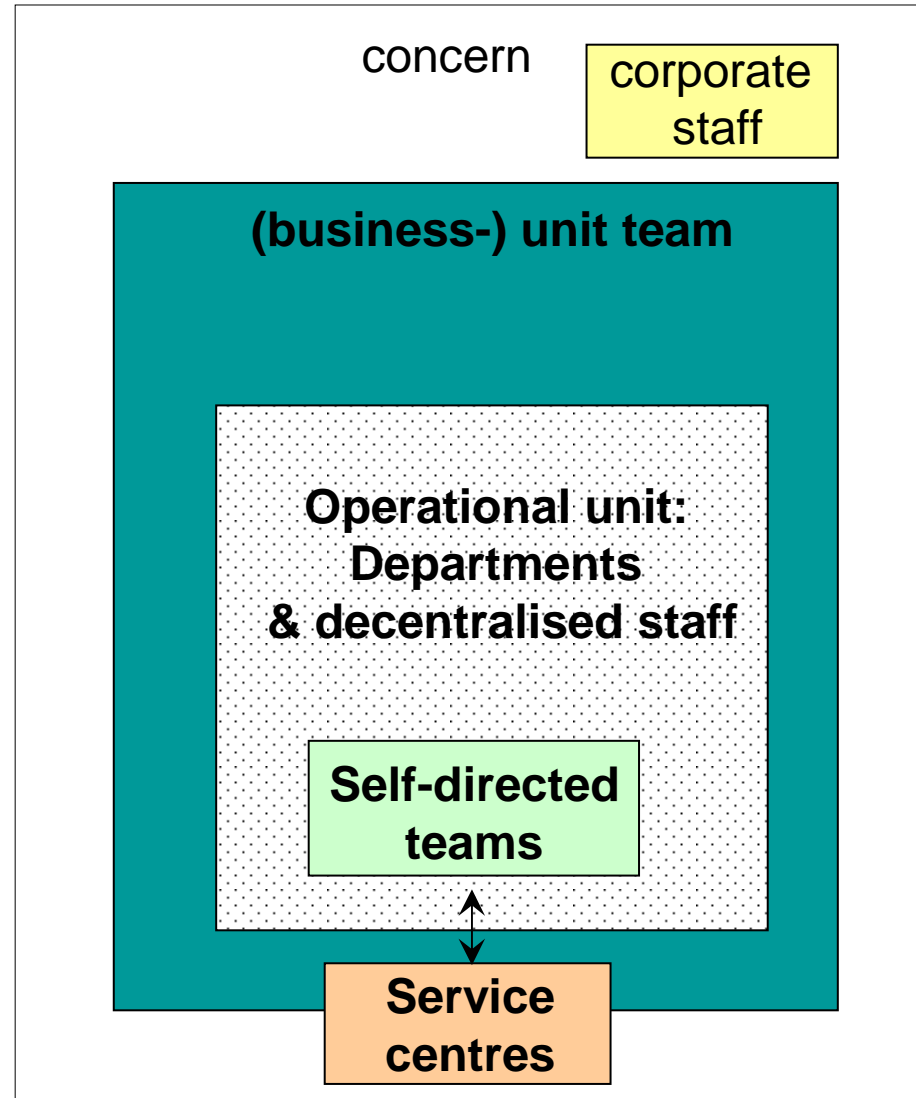 concern
corporate
staff
(business-) unit team
Operational unit:
Departments
& decentralised staff
Self-directed
teams
Service
centres